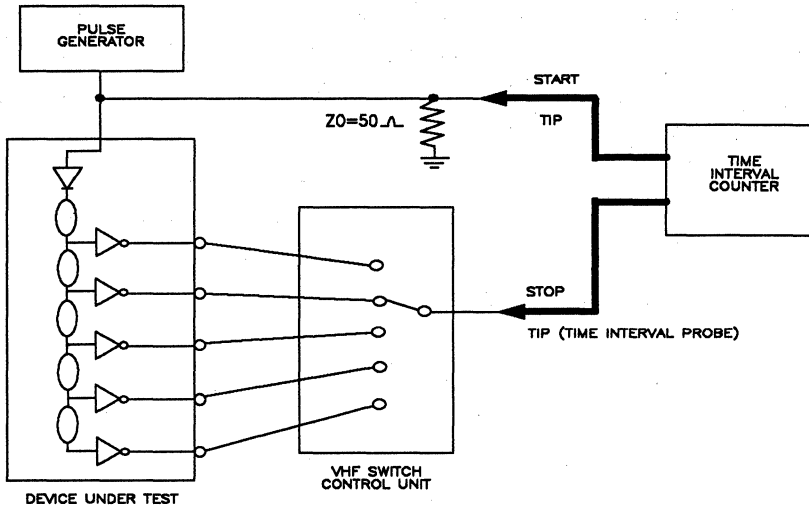 PULSE
GENERATOR
START
ZO=50
TIP
TIME
INTERVAL
COUNTER
STOP
TIP (TIME INTERVAL PROBE)
VHF SWITCH
CONTROL UNIT
DEVICE UNDER TEST